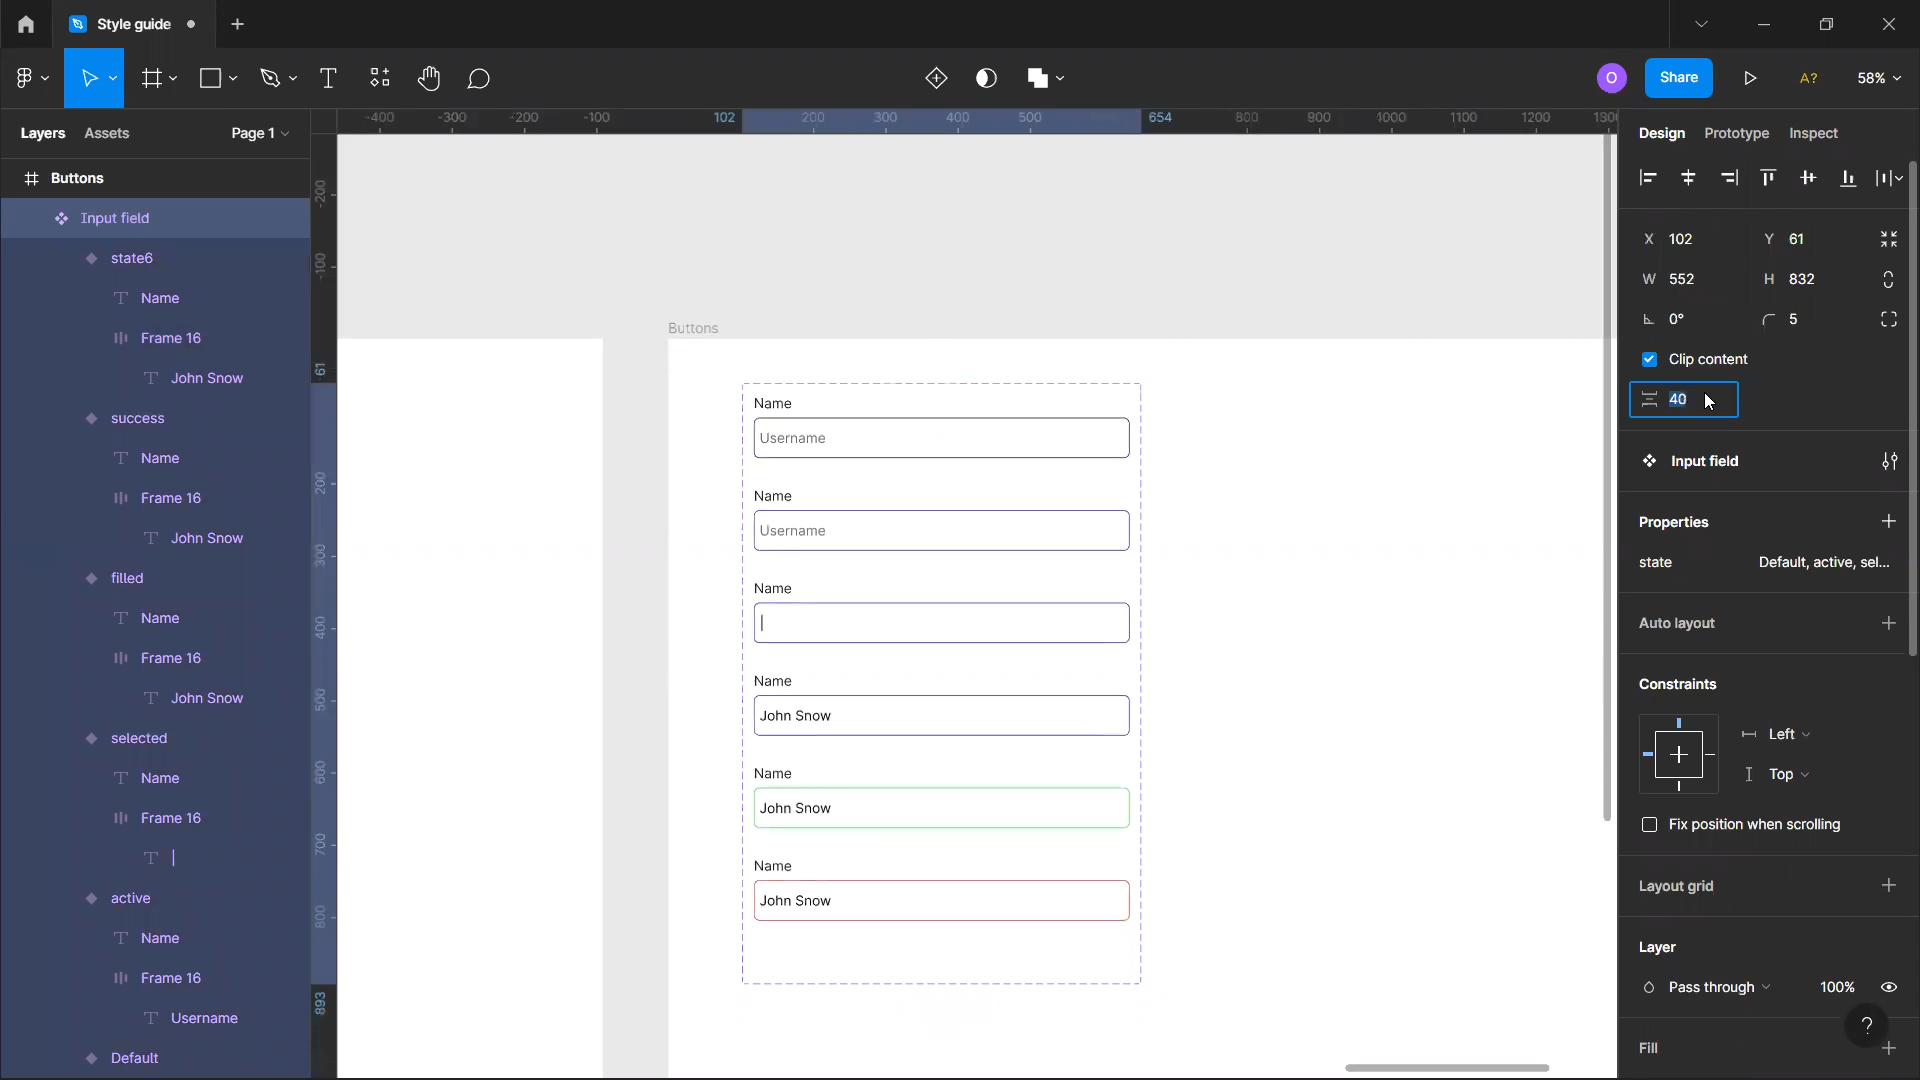 Style guide
Share
A?
58%
O
Layers
Assets
Page 1
Buttons
Input field
state6
Name
Frame 16
John Snow
success
Name
Frame 16
John Snow
filled
Name
Frame 16
John Snow
selected
Name
Frame 16
|
active
Name
Frame 16
Username
Default
-400
-300
-200
-100
102
200
300
400
500
654
800
900
1000
1100
1200
-200
-100
61
200
300
400
500
600
700
800
893
Buttons
Name
Username
Name
Username
Name
|
Name
John Snow
Name
John Snow
Name
John Snow
Design
Prototype
Inspect
X 102
Y 61
W 552
H 832
0°
5
Clip content
40
Input field
Properties
state
Default, active, sel...
Auto layout
Constraints
Left
Top
Fix position when scrolling
Layout grid
Layer
Pass through
100%
?
Fill